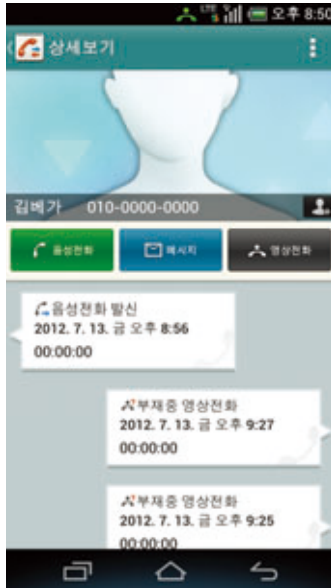 LTE 오후 8:50
상세보기
김베가 010-0000-0000
음성전화 메시지 영상전화
음성전화 발신
2012. 7. 13. 금 오후 8:56
00:00:00
부재중 영상전화
2012. 7. 13. 금 오후 9:27
00:00:00
부재중 영상전화
2012. 7. 13. 금 오후 9:25
00:00:00